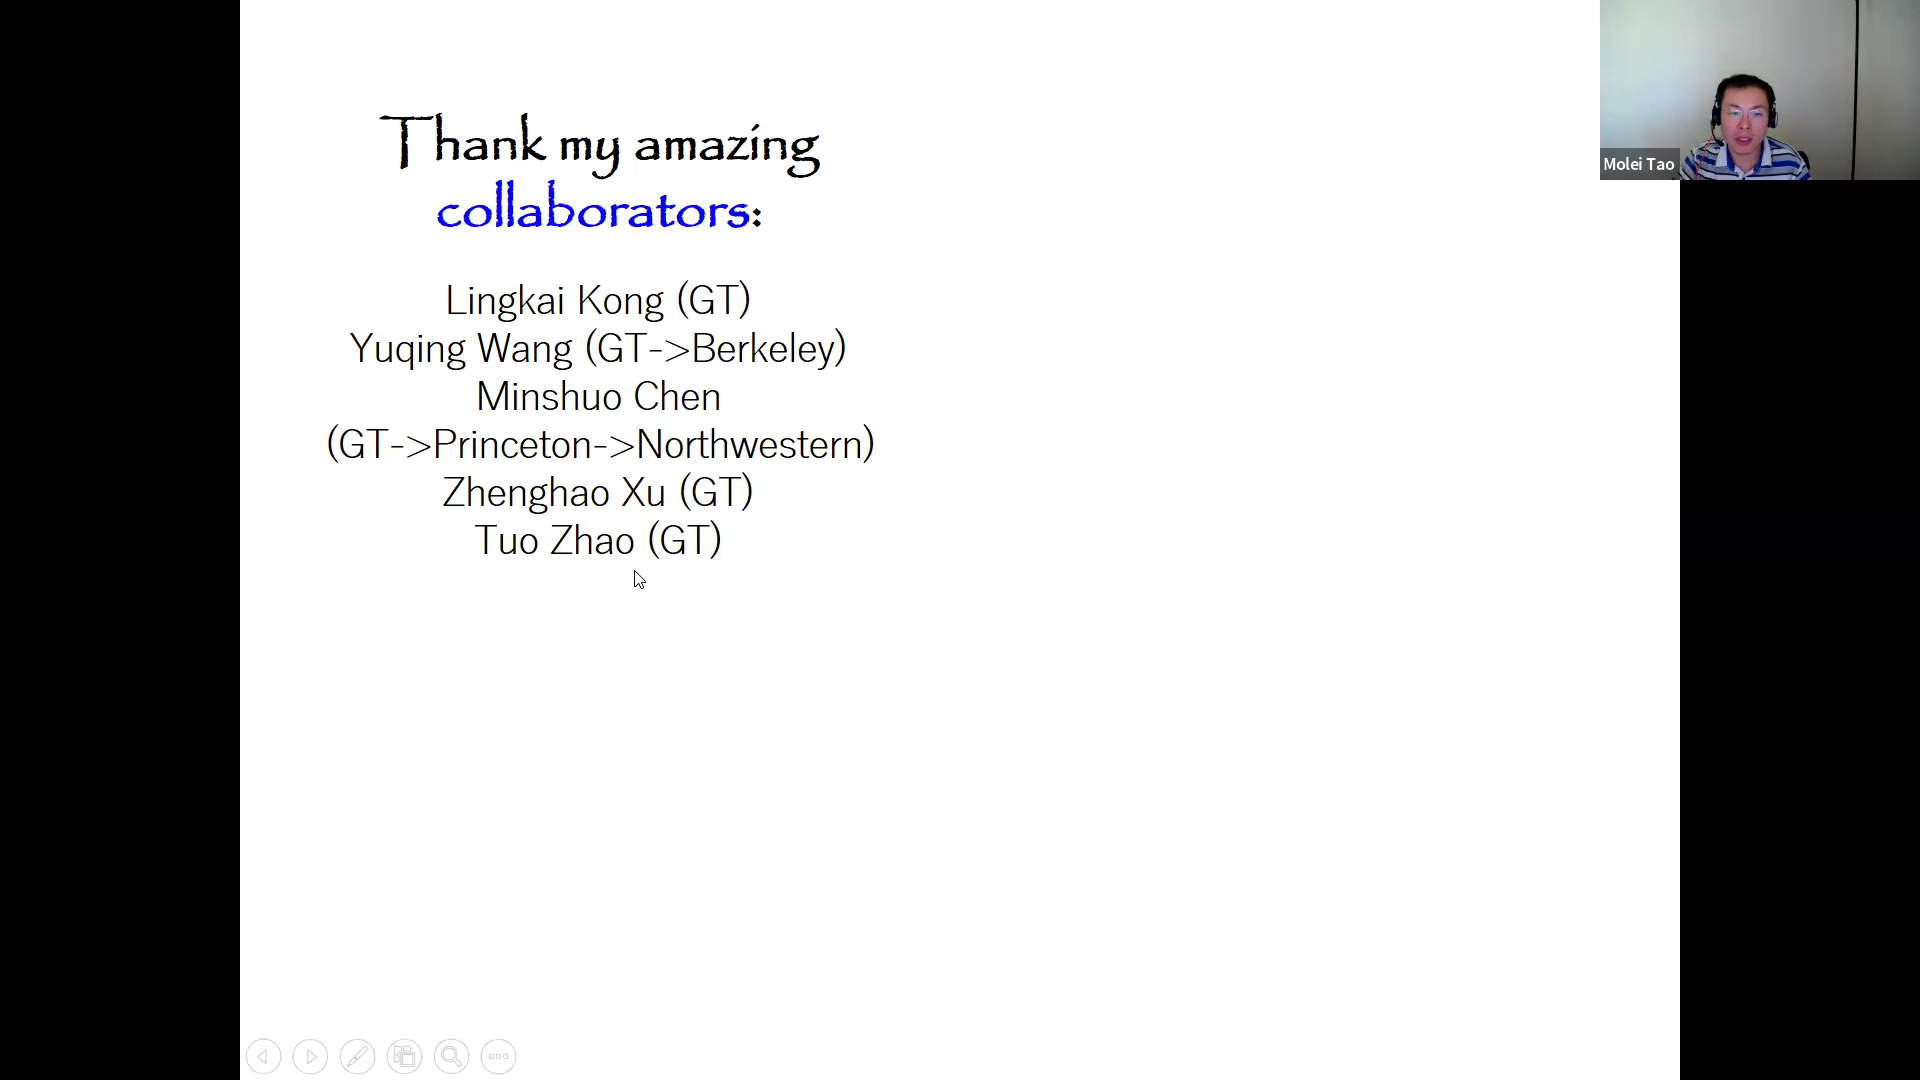 Thank my amazing
collaborators:
Lingkai Kong (GT)
Yuqing Wang (GT->Berkeley)
Minshuo Chen
(GT->Princeton->Northwestern)
Zhenghao Xu (GT)
Tuo Zhao (GT)
Molei Tao